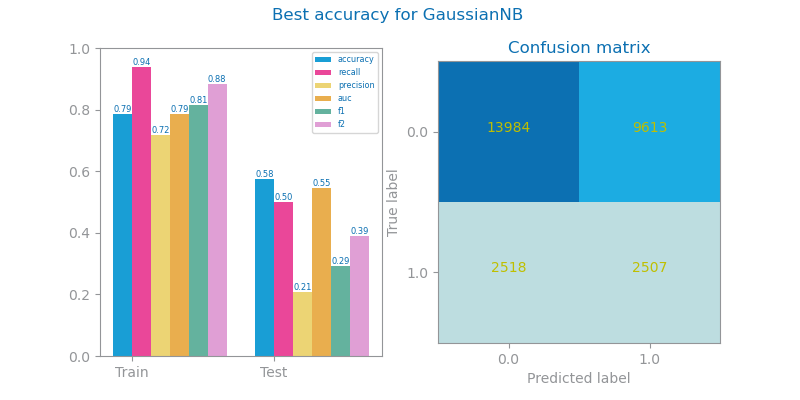 Best accuracy for GaussianNB
1.0
0.8
0.6
0.4
0.2
0.0
0.79
0.94
0.72
0.79
0.81
0.88
0.58
0.50
0.21
0.55
0.29
0.39
accuracy
recall
precision
auc
f1
f2
Train
Test
Confusion matrix
True label
0.0
1.0
13984
9613
2518
2507
0.0
1.0
Predicted label